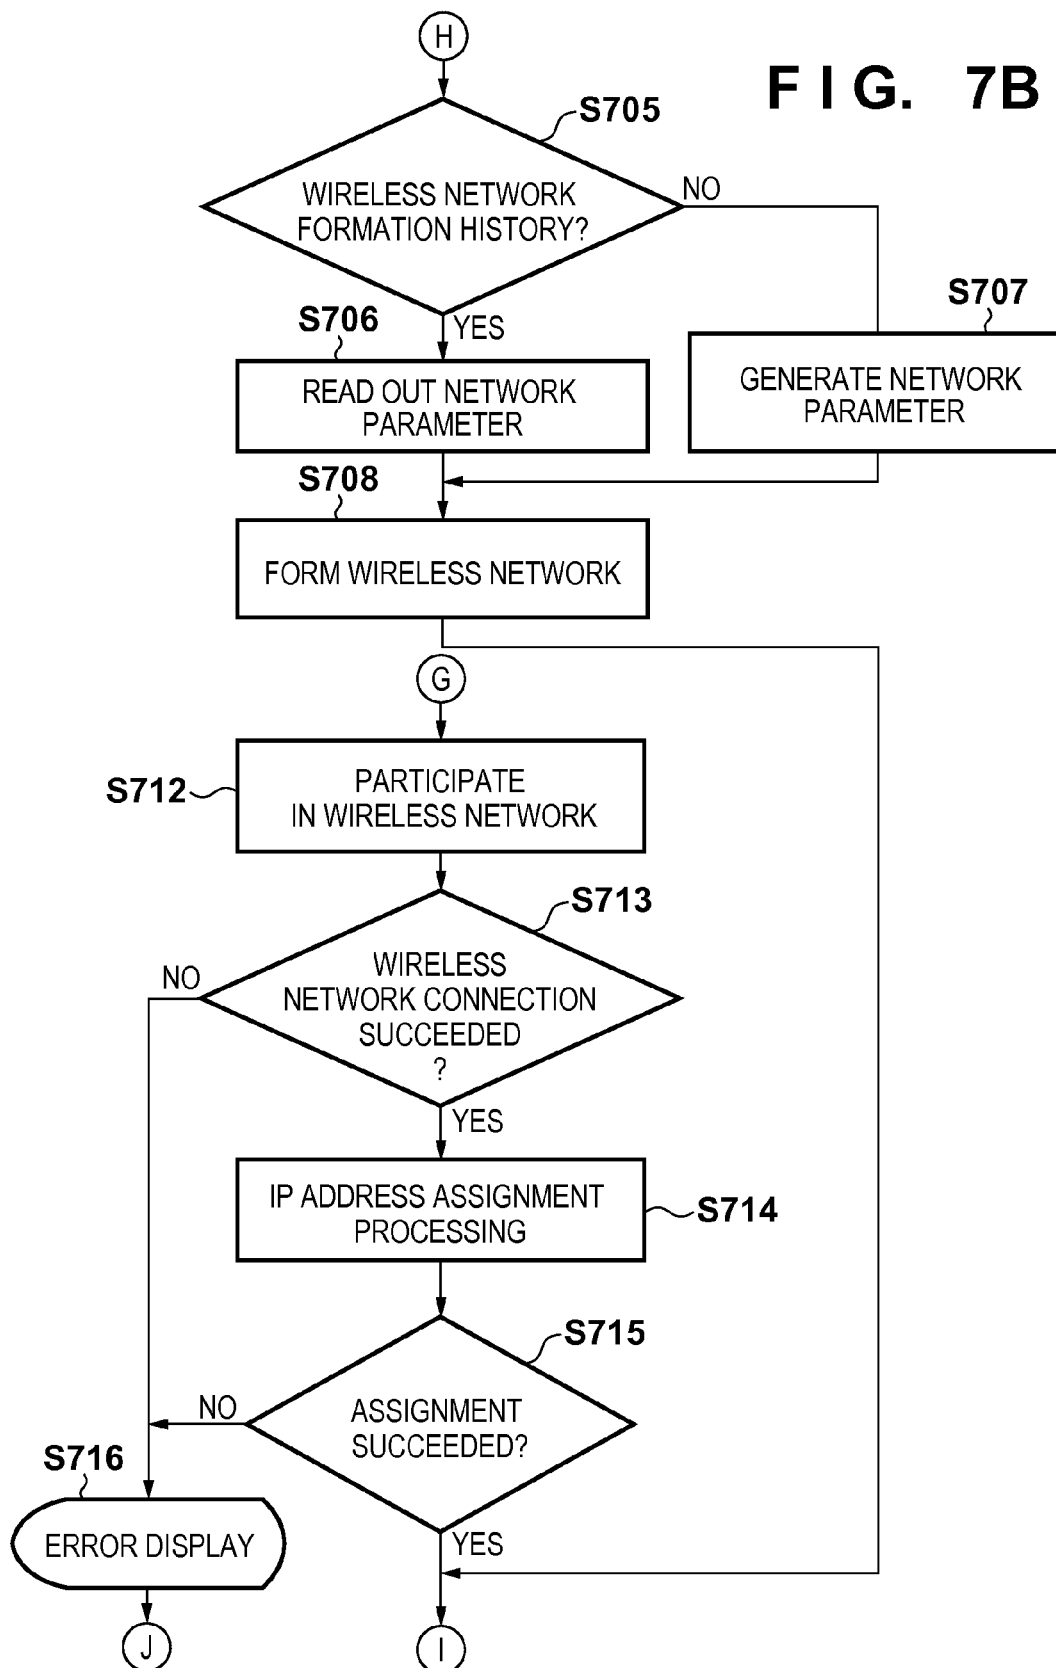 H
FIG. 7B
S705
WIRELESS NETWORK
FORMATION HISTORY?
NO
YES
S706
READ OUT NETWORK
PARAMETER
S707
GENERATE NETWORK
PARAMETER
S708
FORM WIRELESS NETWORK
G
S712
PARTICIPATE
IN WIRELESS NETWORK
S713
WIRELESS
NETWORK CONNECTION
SUCCEEDED
?
NO
YES
IP ADDRESS ASSIGNMENT
PROCESSING
S714
S715
ASSIGNMENT
SUCCEEDED?
NO
YES
S716
ERROR DISPLAY
J
I